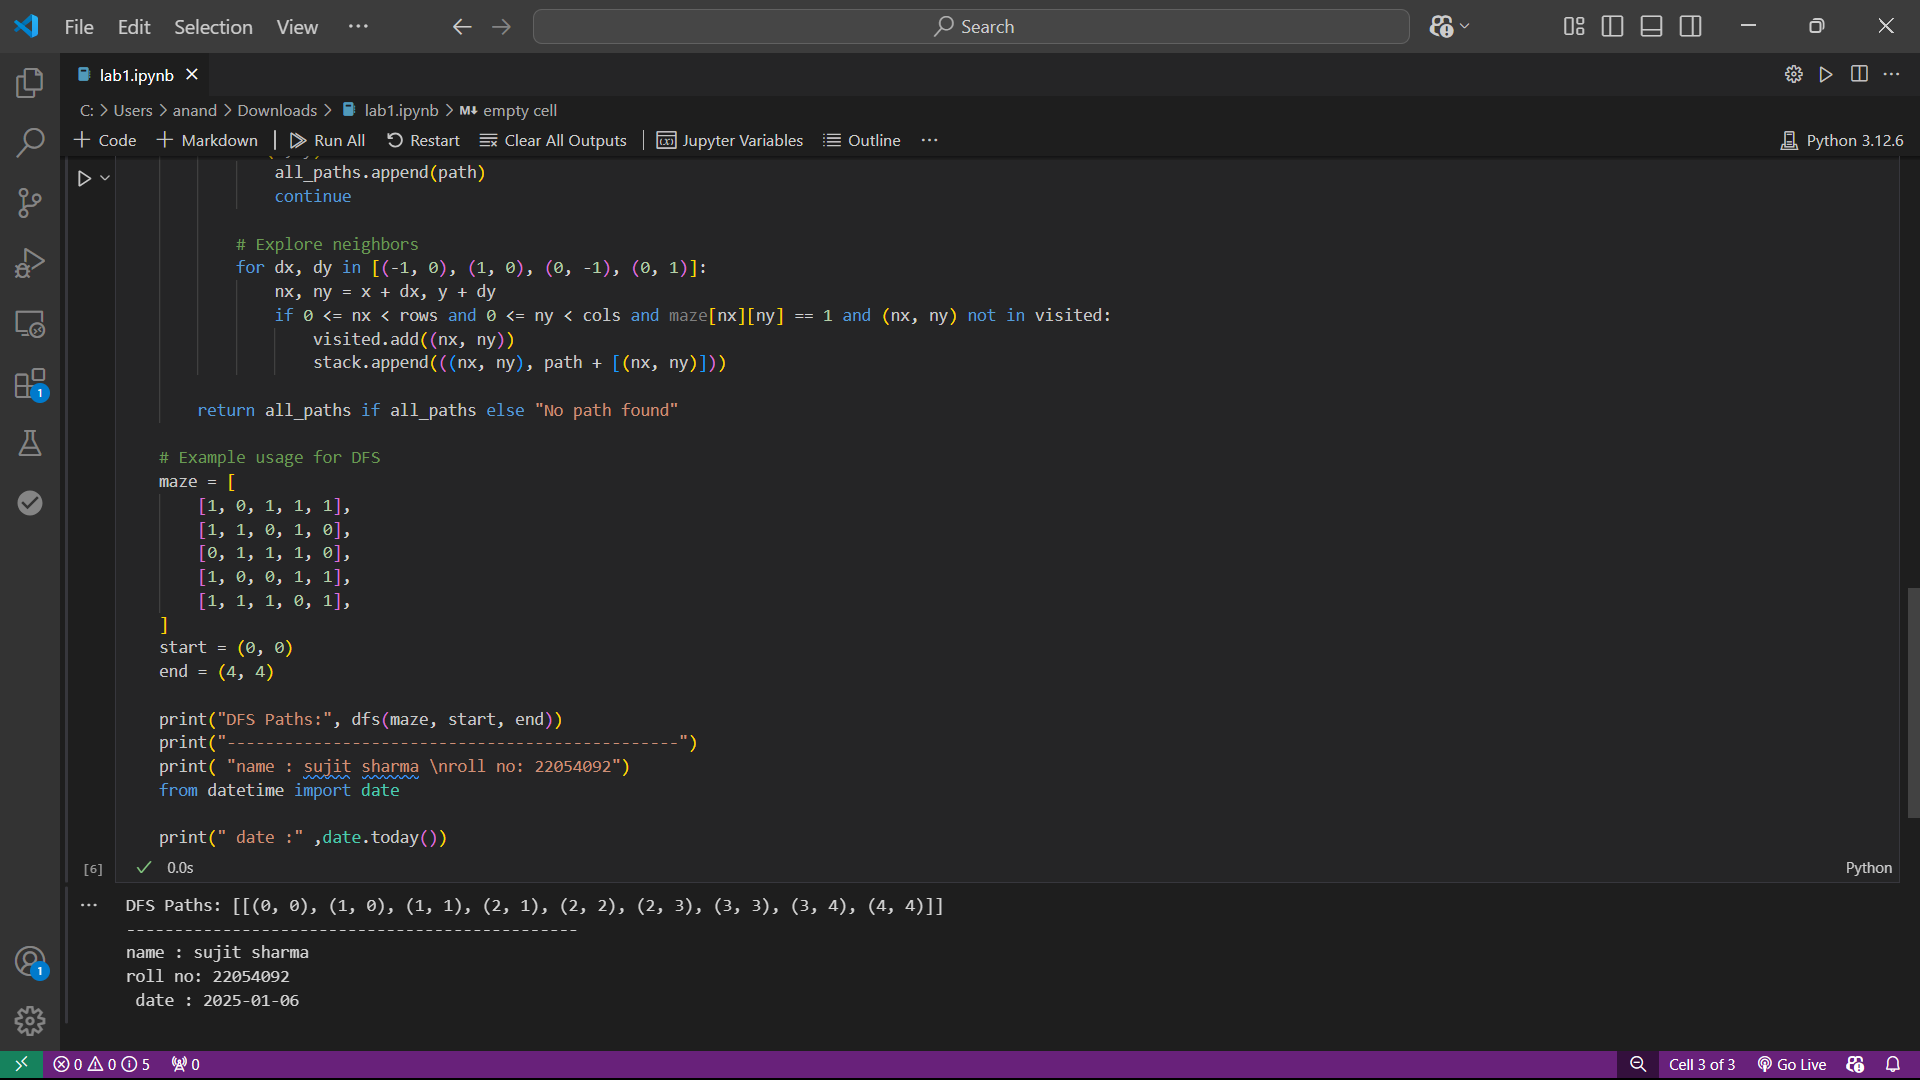 File Edit Selection View ··· Search
lab1.ipynb
C: > Users > anand > Downloads > lab1.ipynb > M↓ empty cell
+ Code + Markdown | Run All Restart Clear All Outputs | Jupyter Variables Outline ··· Python 3.12.6
all_paths.append(path)
continue
# Explore neighbors
for dx, dy in [(-1, 0), (1, 0), (0, -1), (0, 1)]:
nx, ny = x + dx, y + dy
if 0 <= nx < rows and 0 <= ny < cols and maze[nx][ny] == 1 and (nx, ny) not in visited:
visited.add((nx, ny))
stack.append(((nx, ny), path + [(nx, ny)]))
return all_paths if all_paths else "No path found"
# Example usage for DFS
maze = [
[1, 0, 1, 1, 1],
[1, 1, 0, 1, 0],
[0, 1, 1, 1, 0],
[1, 0, 0, 1, 1],
[1, 1, 1, 0, 1],
]
start = (0, 0)
end = (4, 4)
print("DFS Paths:", dfs(maze, start, end))
print("-----------------------------------------------")
print( "name : sujit sharma \nroll no: 22054092")
from datetime import date
print(" date :" ,date.today())
[6] 0.0s Python
··· DFS Paths: [[(0, 0), (1, 0), (1, 1), (2, 1), (2, 2), (2, 3), (3, 3), (3, 4), (4, 4)]]
-----------------------------------------------
name : sujit sharma
roll no: 22054092
date : 2025-01-06
1
1
0 0 5 0 Cell 3 of 3 Go Live